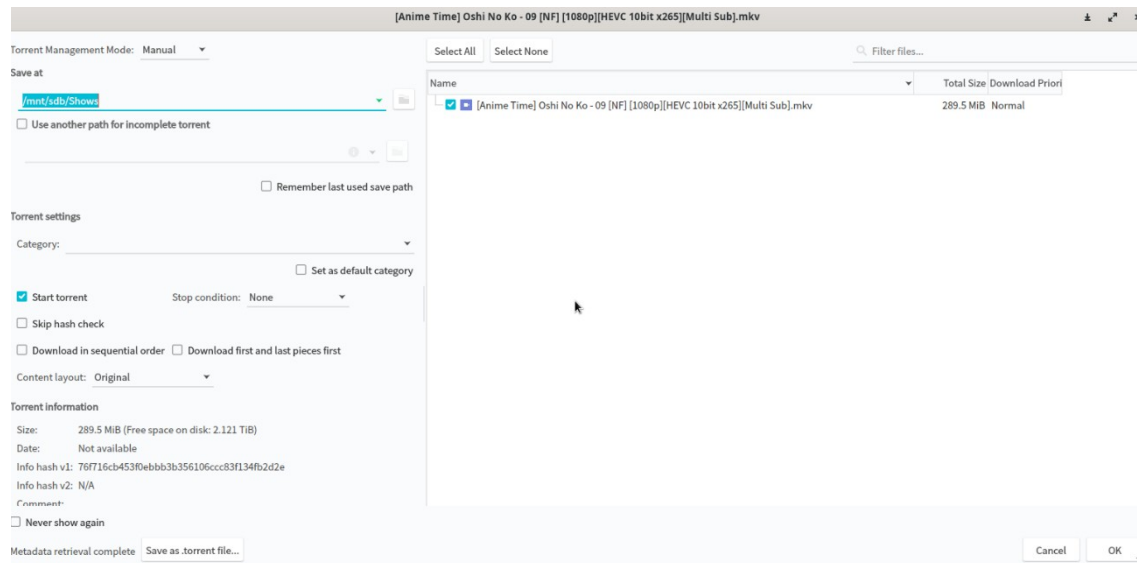 [Anime Time] Oshi No Ko - 09 [NF] [1080p][HEVC 10bit x265][Multi Sub].mkv
Torrent Management Mode: Manual
Save at
/mnt/sdb/Shows
Use another path for incomplete torrent
Remember last used save path
Torrent settings
Category:
Set as default category
Start torrent
Stop condition: None
Skip hash check
Download in sequential order
Download first and last pieces first
Content layout: Original
Torrent information
Size: 289.5 MiB (Free space on disk: 2.121 TiB)
Date: Not available
Info hash v1: 76f716cb453f0ebbb3b356106ccc83f134fb2d2e
Info hash v2: N/A
Comment:
Never show again
Metadata retrieval complete
Save as .torrent file...
Select All
Select None
Filter files...
Name
Total Size
Download Priori
[Anime Time] Oshi No Ko - 09 [NF] [1080p][HEVC 10bit x265][Multi Sub].mkv
289.5 MiB
Normal
Cancel
OK